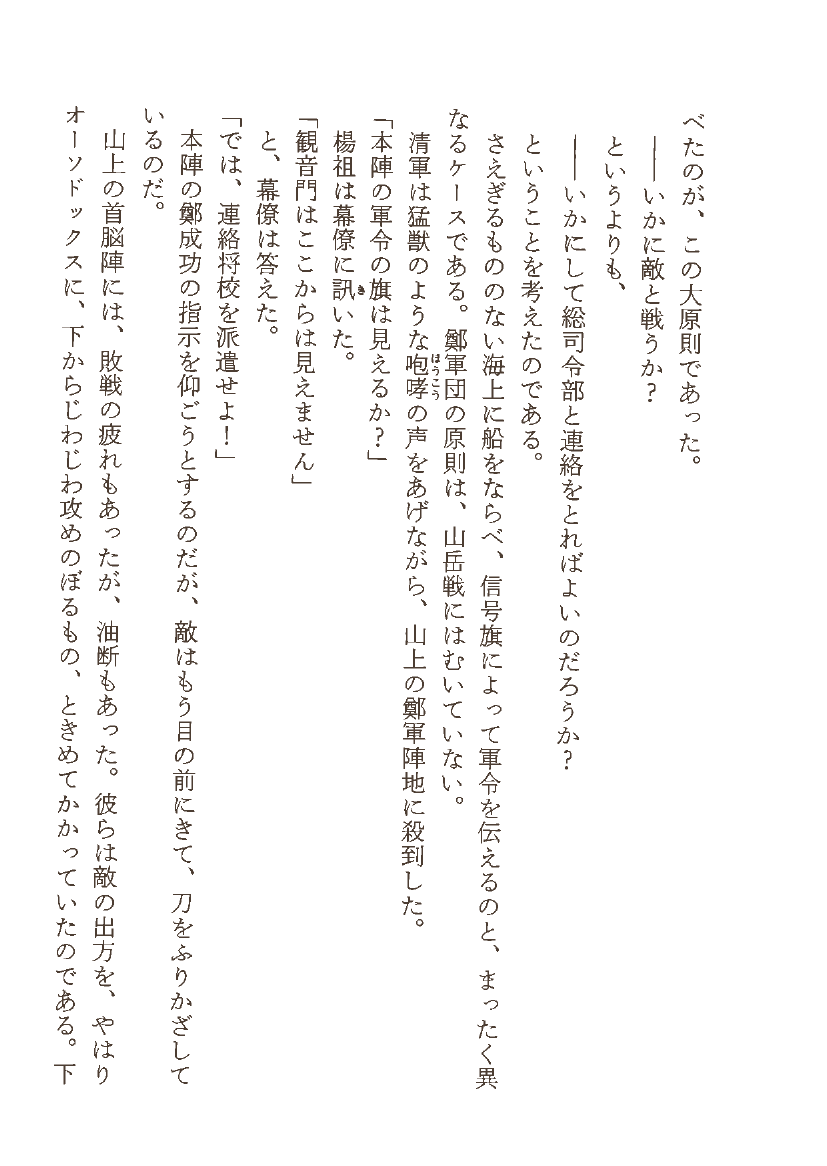 べたのが、この大原則であった。
――いかに敵と戦うか?
というよりも、
――いかにして総司令部と連絡をとればよいのだろうか?
ということを考えたのである。
さえぎるもののない海上に船をならべ、信号旗によって軍令を伝えるのと、まったく異
なるケースである。鄭軍団の原則は、山岳戦にはむいていない。
清軍は猛獣のような咆哮の声をあげながら、山上の鄭軍陣地に殺到した。
「本陣の軍令の旗は見えるか?」
楊祖は幕僚に訊いた。
「観音門はここからは見えません」
と、幕僚は答えた。
「では、連絡将校を派遣せよ!」
本陣の鄭成功の指示を仰ごうとするのだが、敵はもう目の前にきて、刀をふりかざして
いるのだ。
山上の首脳陣には、敗戦の疲れもあったが、油断もあった。彼らは敵の出方を、やはり
オーソドックスに、下からじわじわ攻めのぼるもの、ときめてかかっていたのである。下